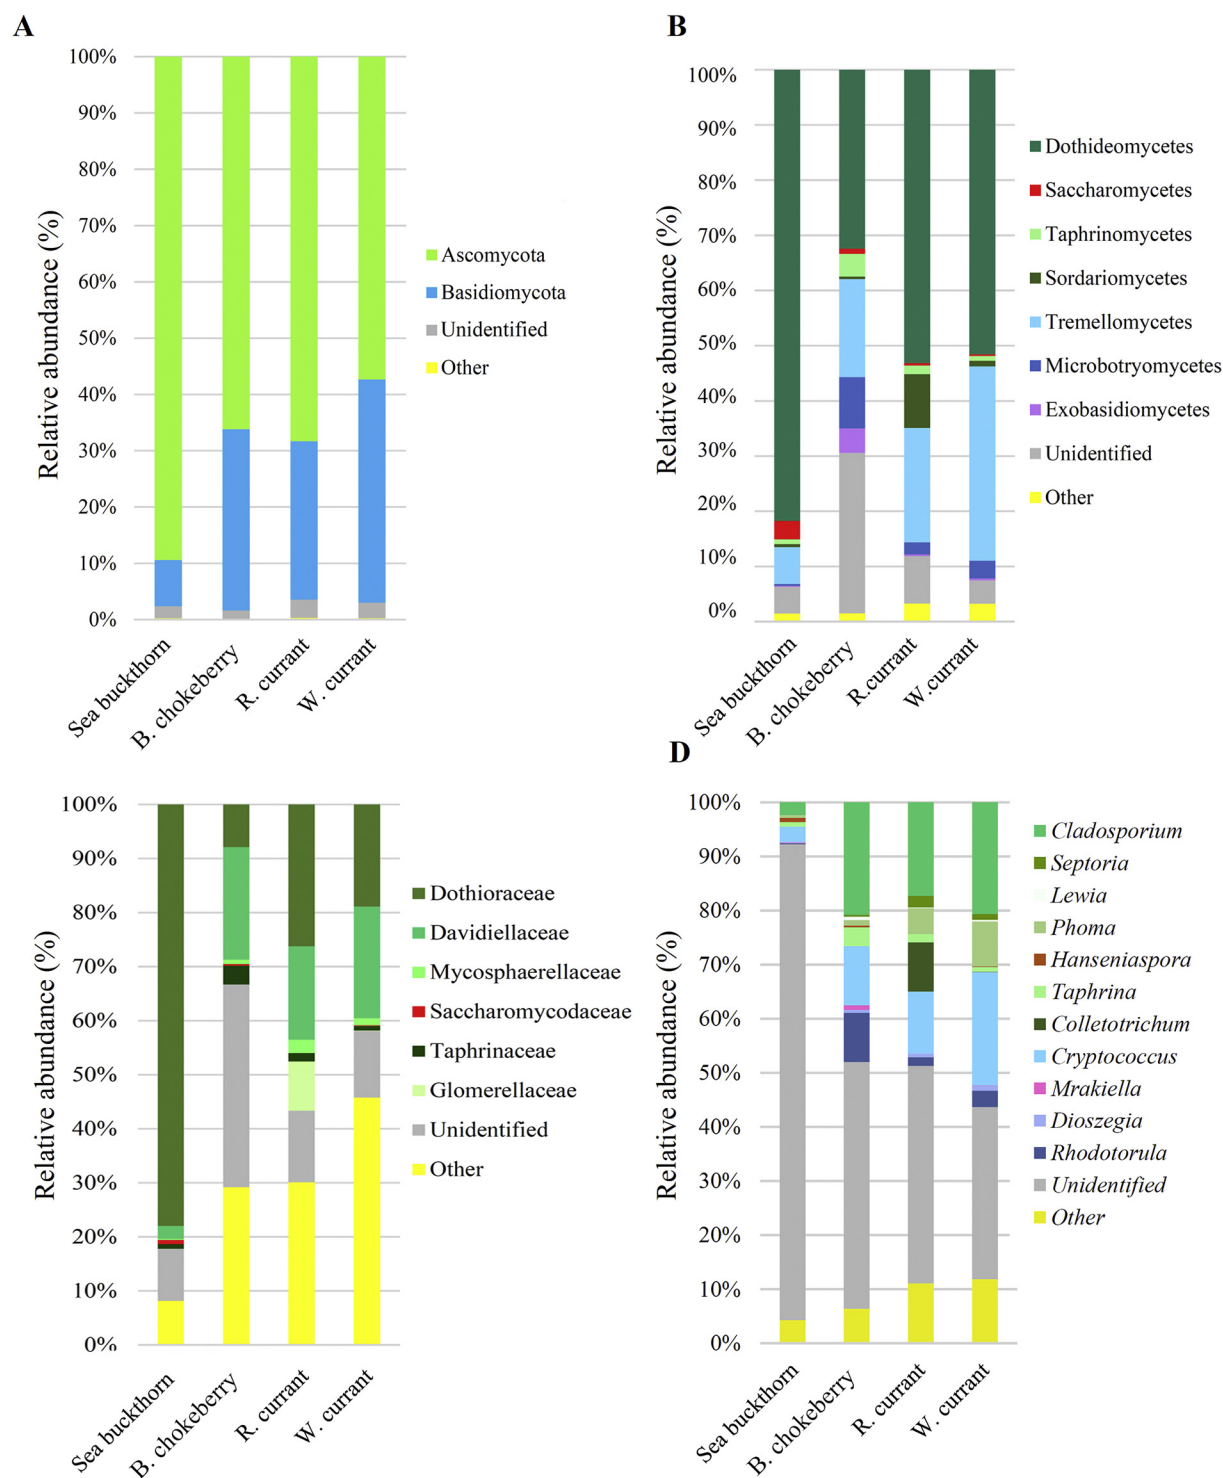 A
100%
90%
80%
70%
60%
50%
40%
30%
20%
10%
0%
Relative abundance (%)
Sea buckthorn
B. chokeberry
R. currant
W. currant
Ascomycota
Basidiomycota
Unidentified
Other
B
100%
90%
80%
70%
60%
50%
40%
30%
20%
10%
0%
Relative abundance (%)
Sea buckthorn
B. chokeberry
R.currant
W. currant
Dothideomycetes
Saccharomycetes
Taphrinomycetes
Sordariomycetes
Tremellomycetes
Microbotryomycetes
Exobasidiomycetes
Unidentified
Other
100%
90%
80%
70%
60%
50%
40%
30%
20%
10%
0%
Relative abundance (%)
Sea buckthorn
B. chokeberry
R. currant
W. currant
Dothioraceae
Davidiellaceae
Mycosphaerellaceae
Saccharomycodaceae
Taphrinaceae
Glomerellaceae
Unidentified
Other
D
100%
90%
80%
70%
60%
50%
40%
30%
20%
10%
0%
Relative abundance (%)
Sea buckthorn
B. chokeberry
R. currant
W. currant
Cladosporium
Septoria
Lewia
Phoma
Hanseniaspora
Taphrina
Colletotrichum
Cryptococcus
Mrakiella
Dioszegia
Rhodotorula
Unidentified
Other